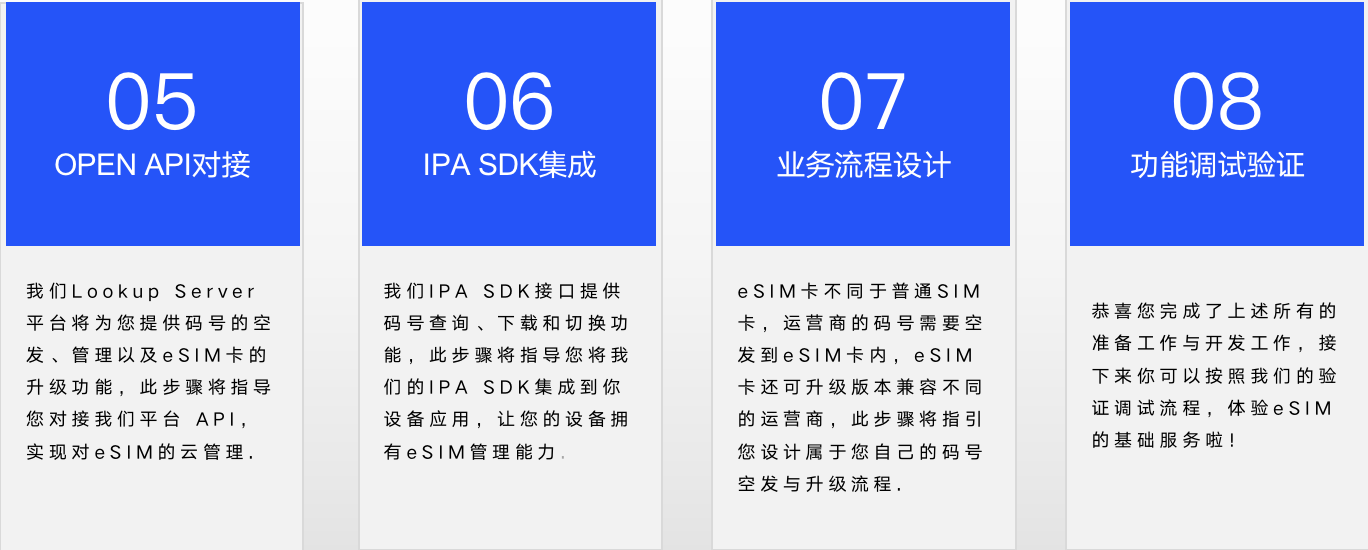 05
OPEN API对接
我们Lookup Server
平台将为您提供码号的空
发、管理以及eSIM卡的
升级功能，此步骤将指导
您对接我们平台 API，
实现对eSIM的云管理.
06
IPA SDK集成
我们IPA SDK接口提供
码号查询、下载和切换功
能，此步骤将指导您将我
们的IPA SDK集成到你
设备应用，让您的设备拥
有eSIM管理能力.
07
业务流程设计
eSIM卡不同于普通SIM
卡，运营商的码号需要空
发到eSIM卡内，eSIM
卡还可升级版本兼容不同
的运营商，此步骤将指引
您设计属于您自己的码号
空发与升级流程.
08
功能调试验证
恭喜您完成了上述所有的
准备工作与开发工作，接
下来你可以按照我们的验
证调试流程，体验eSIM
的基础服务啦!